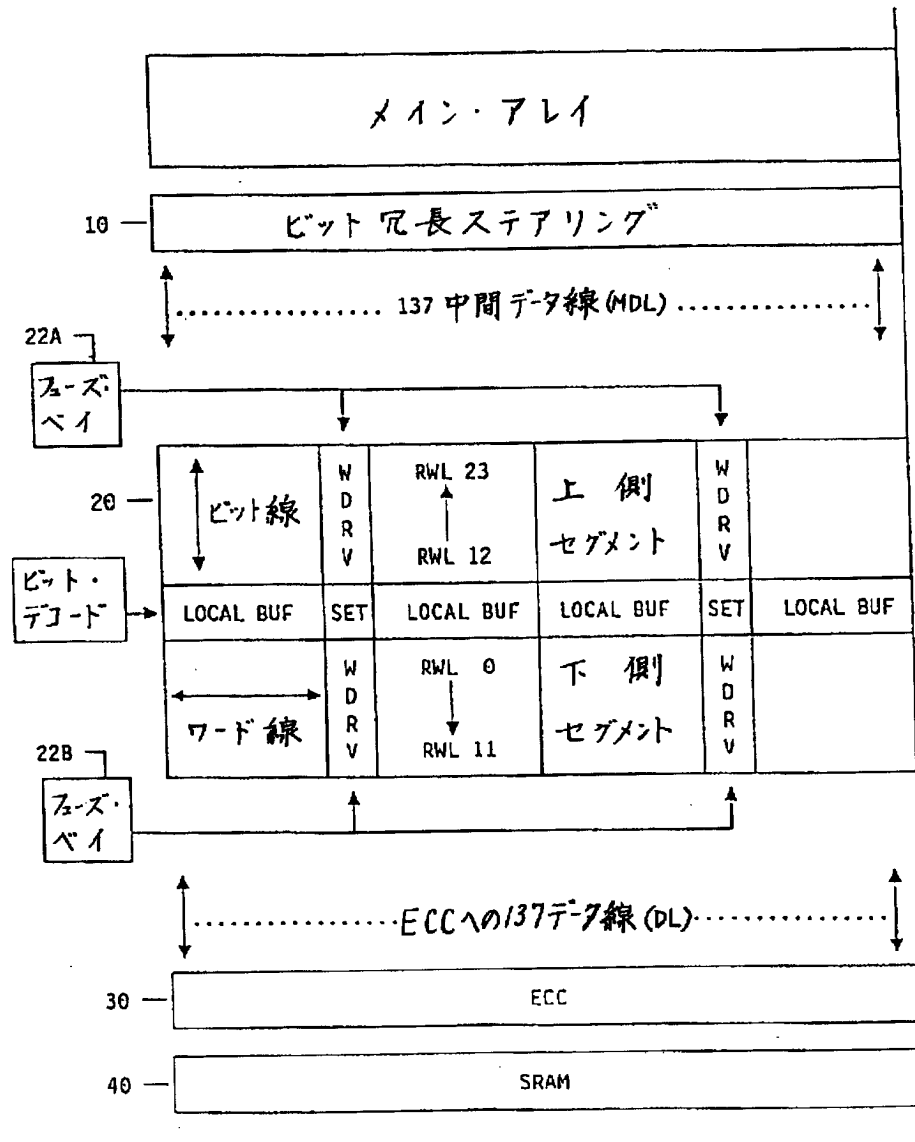 メイン・アレイ
10
ビット冗長ステアリング
137 中間データ線(MDL)
22A
フューズ・
ベイ
20
ビット線
WDRV
RWL 23
RWL 12
上側
セグメント
WDRV
ビット・
デコード
LOCAL BUF
SET
LOCAL BUF
LOCAL BUF
SET
LOCAL BUF
ワード線
WDRV
RWL 0
RWL 11
下側
セグメント
WDRV
22B
フューズ・
ベイ
ECCへの137データ線(DL)
30
ECC
40
SRAM